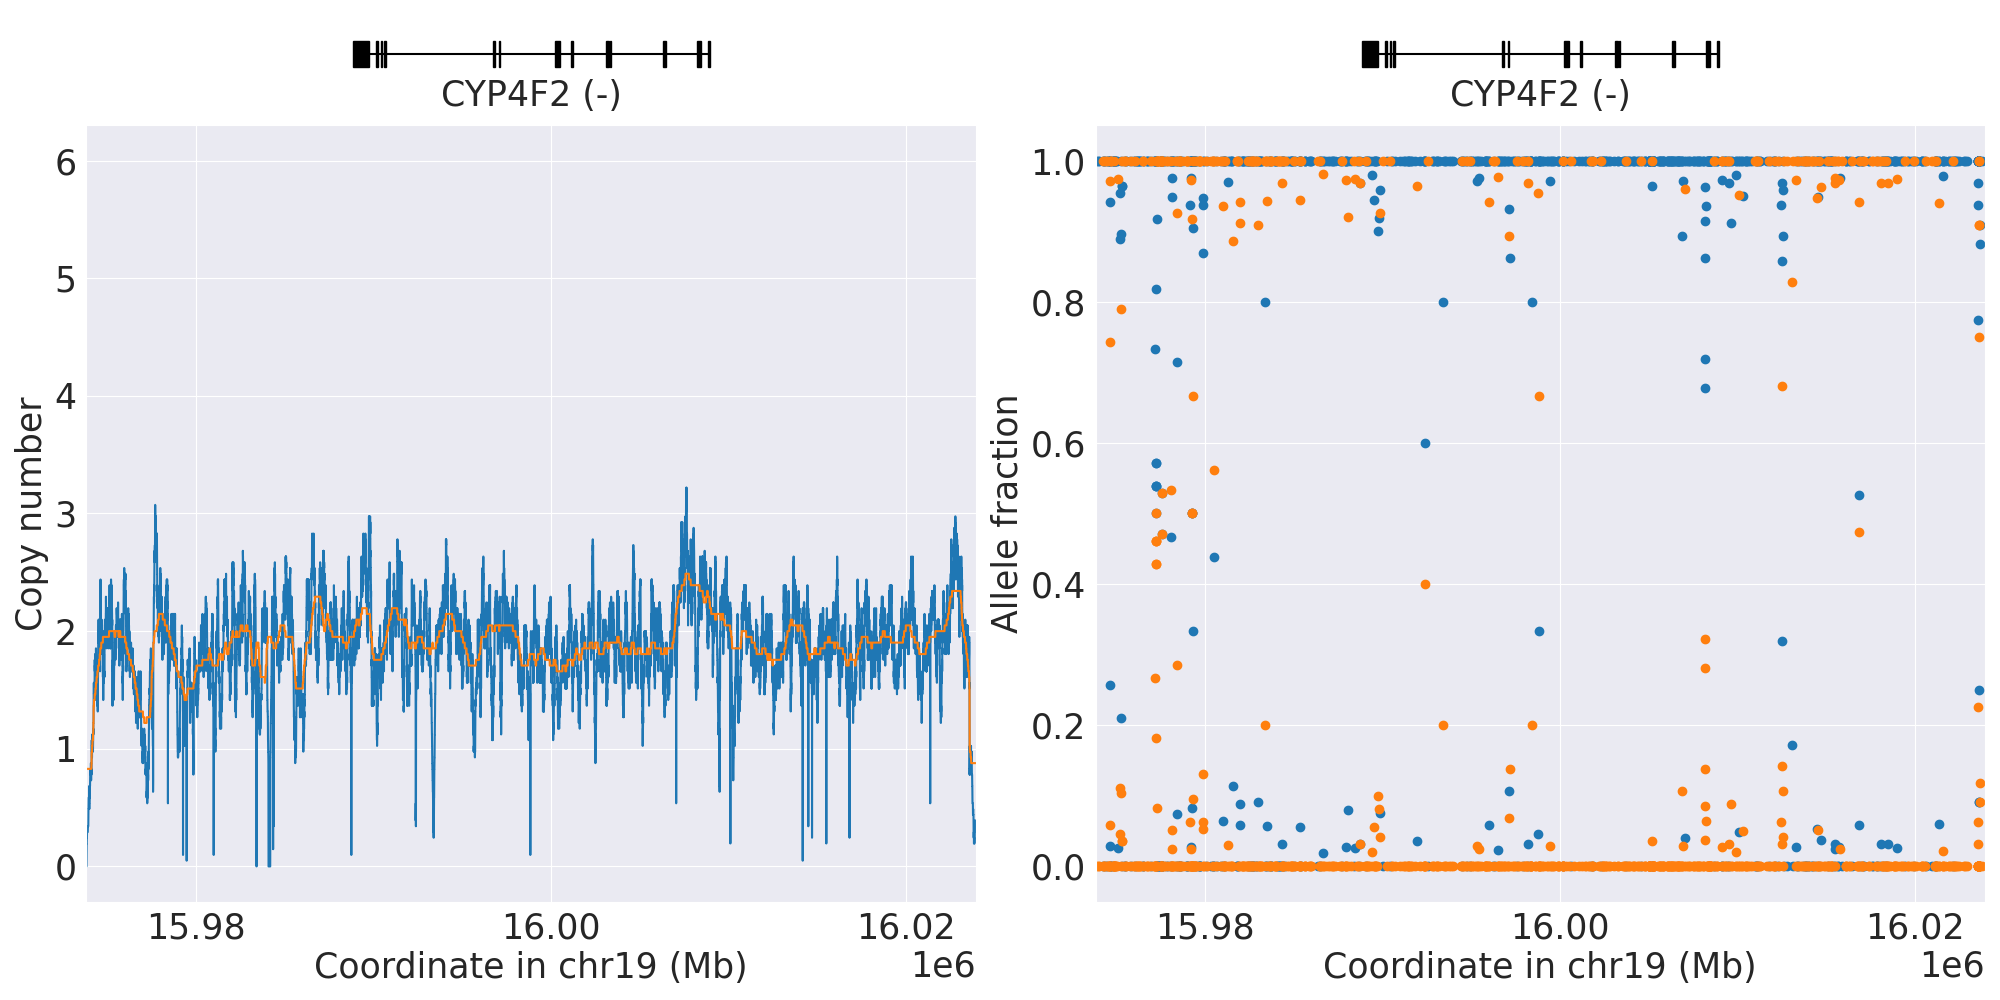 CYP4F2 (-)
Copy number
6
5
4
3
2
1
0
15.98
16.00
16.02
Coordinate in chr19 (Mb)
1e6
CYP4F2 (-)
Allele fraction
1.0
0.8
0.6
0.4
0.2
0.0
15.98
16.00
16.02
Coordinate in chr19 (Mb)
1e6